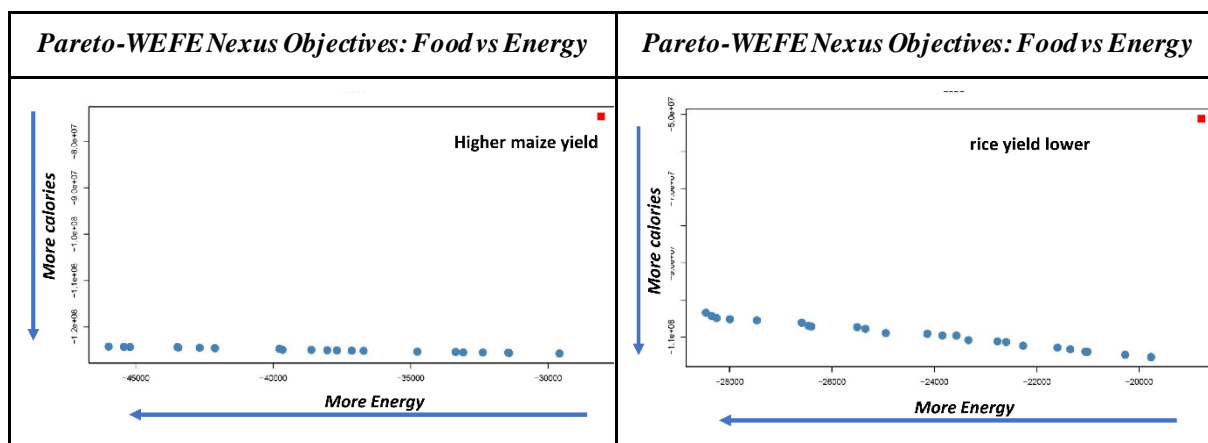 Pareto-WEFE Nexus Objectives: Food vs Energy
Pareto-WEFE Nexus Objectives: Food vs Energy
Higher maize yield
More calories
−8.0e+07
−9.0e+07
−1.0e+08
−1.1e+08
−1.2e+08
−45000
−40000
−35000
−30000
More Energy
rice yield lower
More calories
−5.0e+07
−9.0e+07
−1.1e+08
−28000
−26000
−24000
−22000
−20000
More Energy